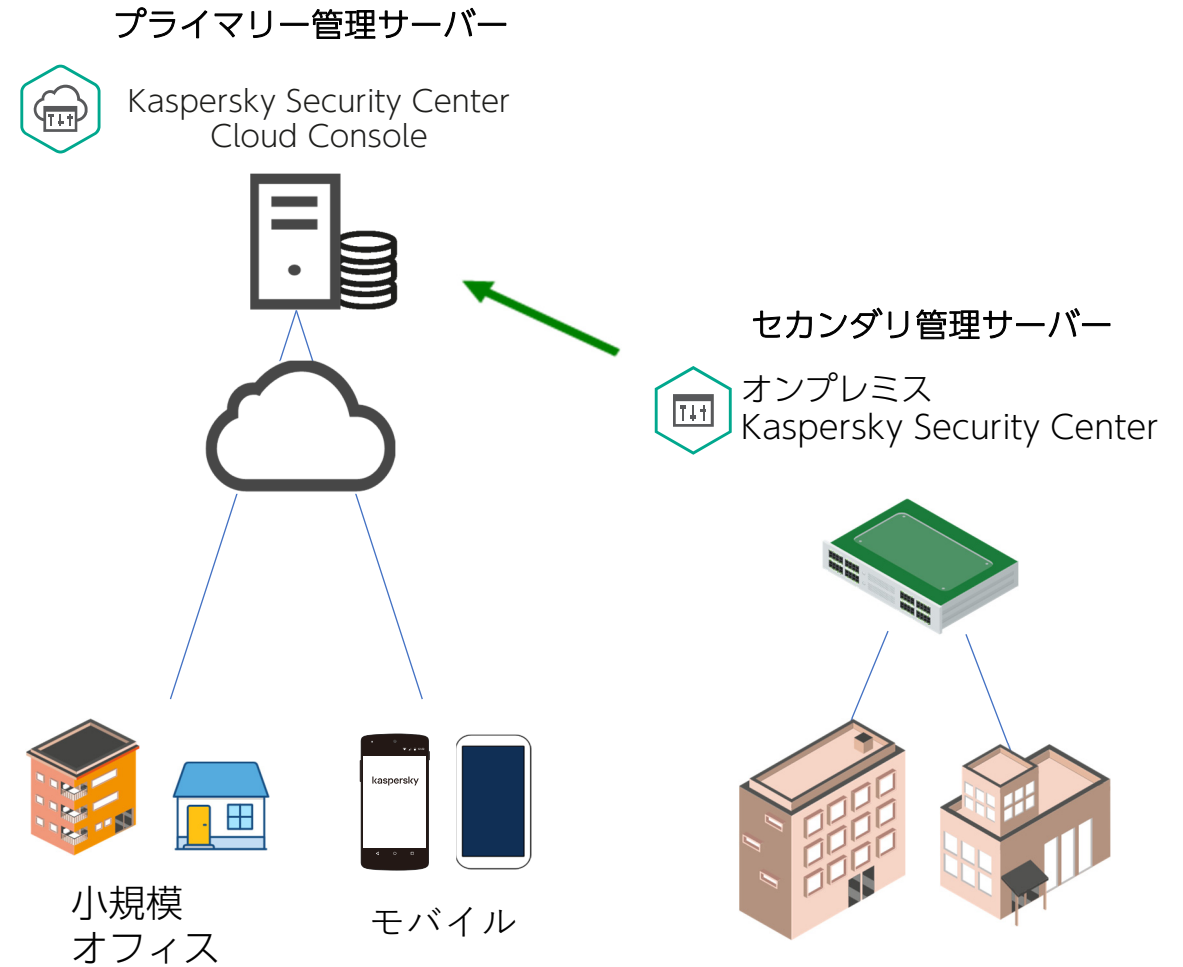 プライマリー管理サーバー
Kaspersky Security Center
Cloud Console
セカンダリ管理サーバー
オンプレミス
Kaspersky Security Center
kaspersky
小規模
オフィス
モバイル